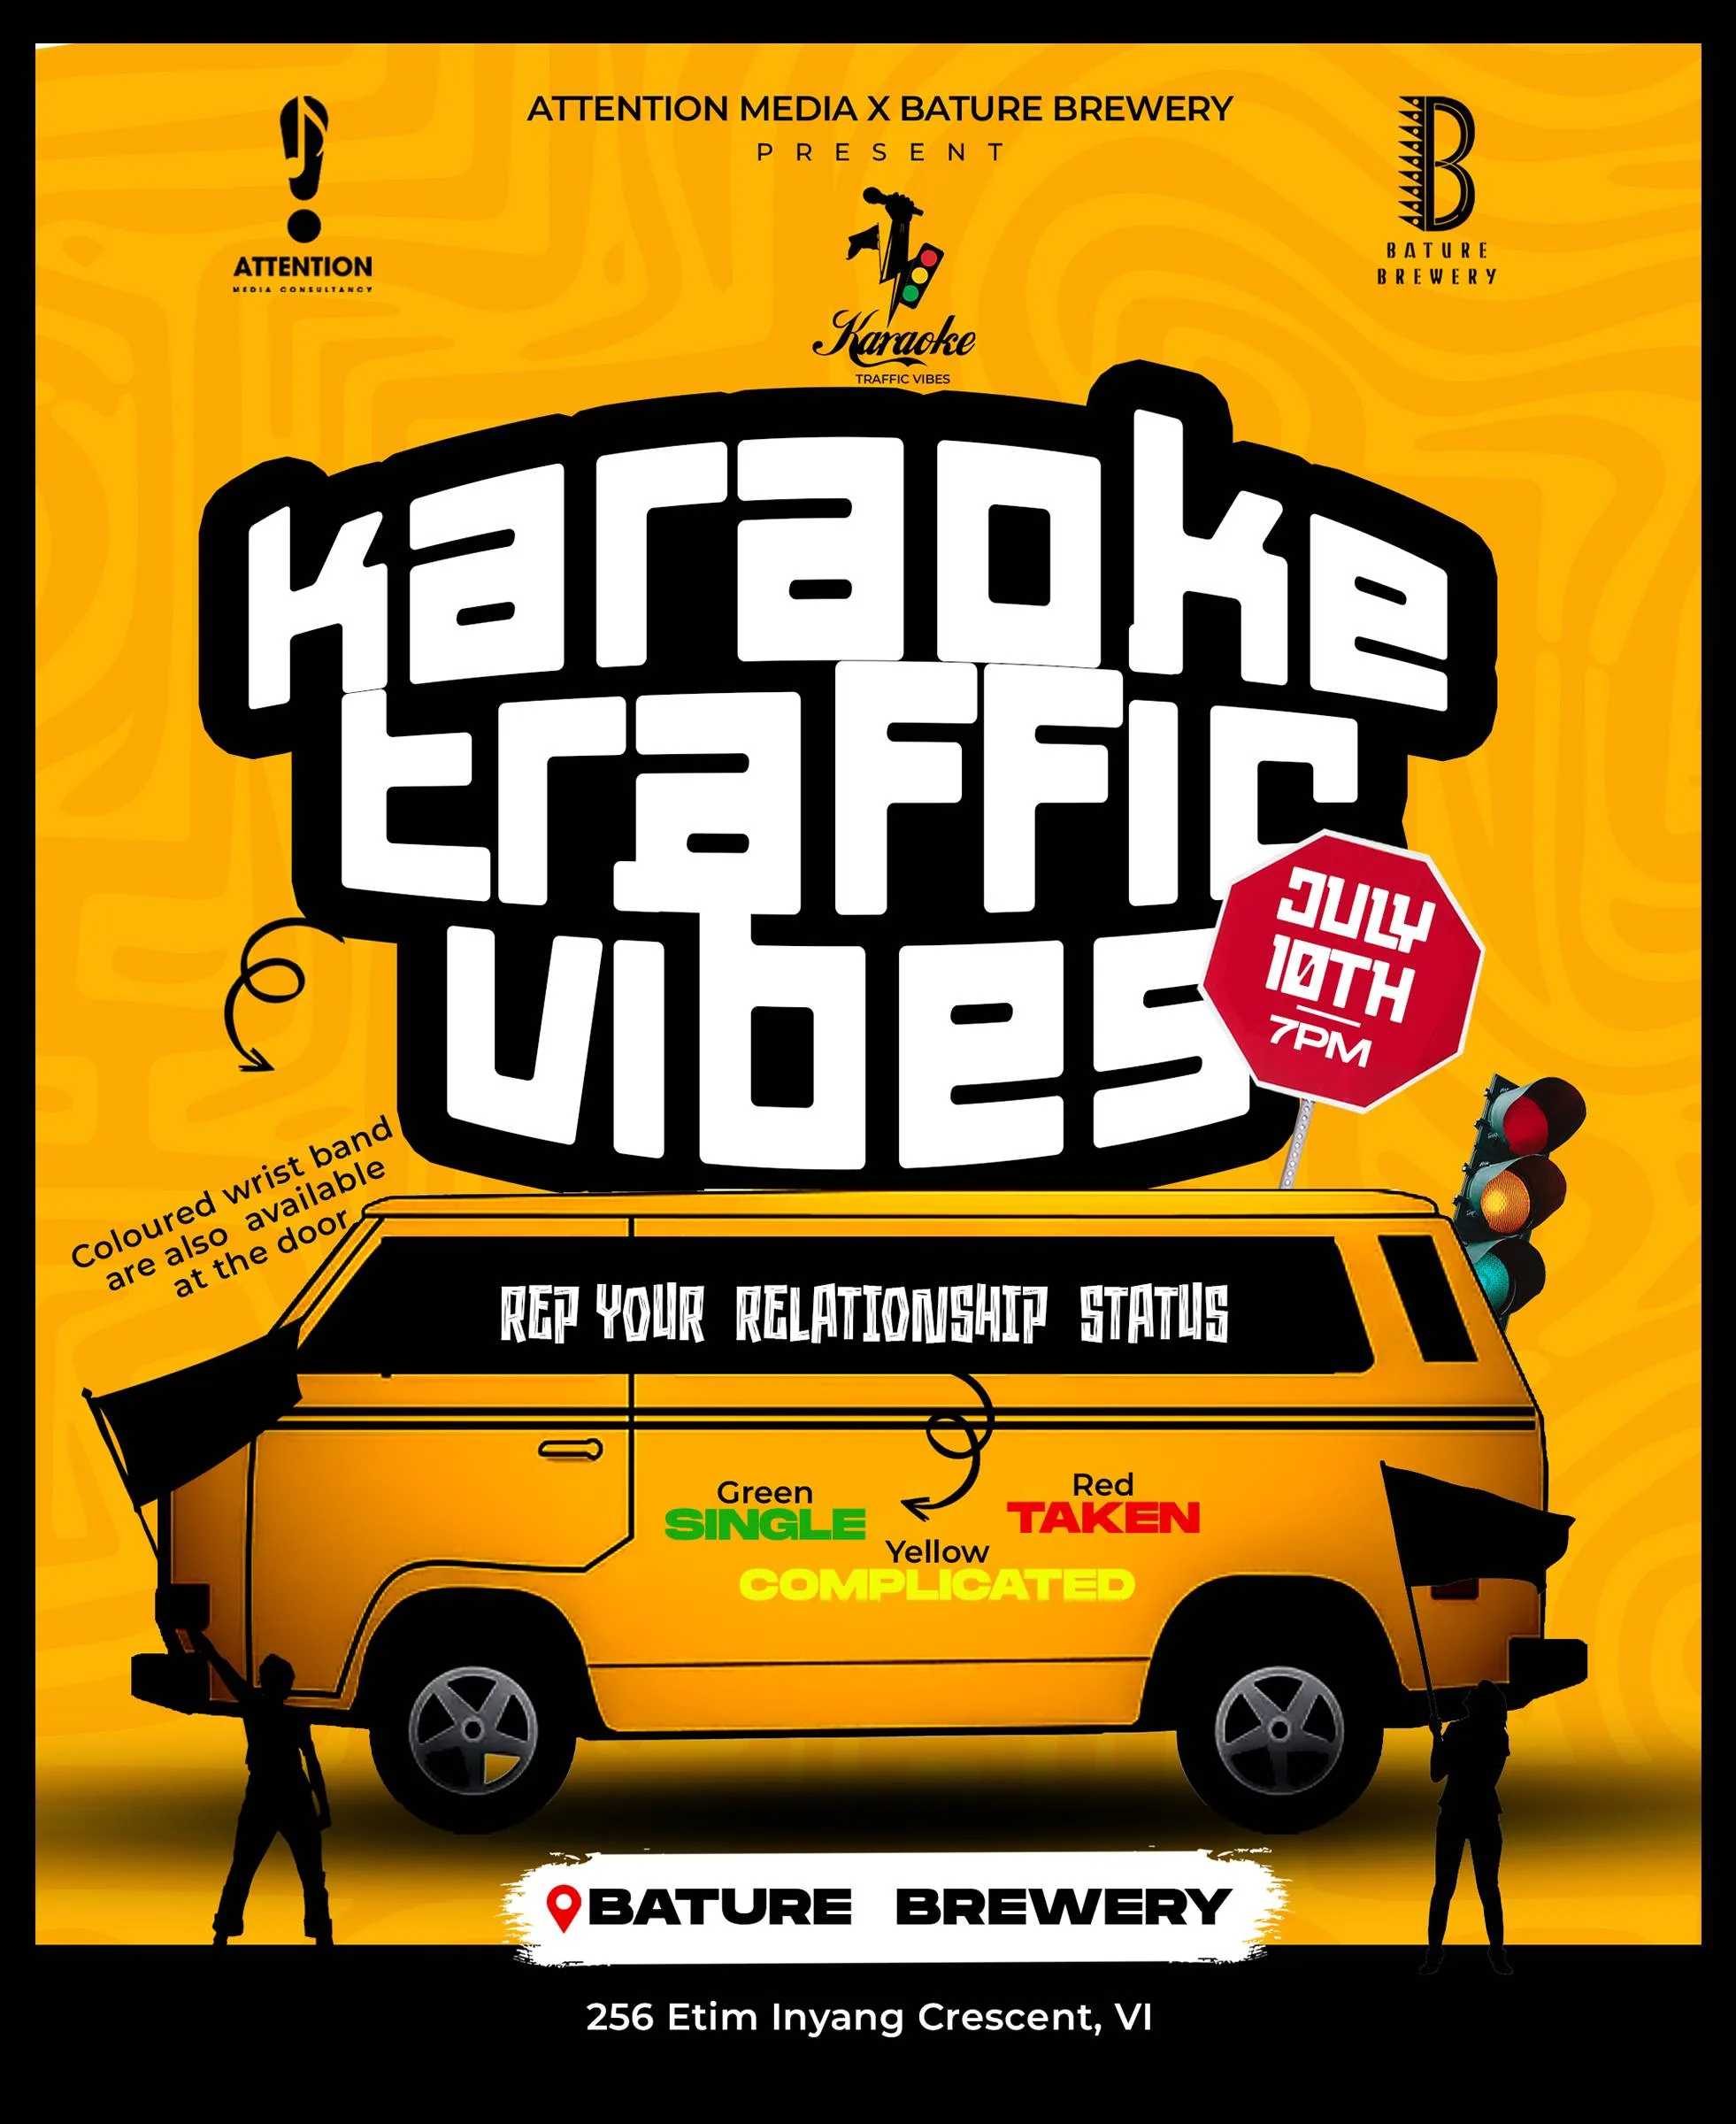 ATTENTION MEDIA X BATURE BREWERY
PRESENT
ATTENTION
MEDIA CONSULTANCY
BATURE
BREWERY
Karaoke
TRAFFIC VIBES
karaoke
traffic
vibes
JULY
10TH
7PM
Coloured wrist band
are also available
at the door
REP YOUR RELATIONSHIP STATUS
Green
SINGLE
Red
TAKEN
Yellow
COMPLICATED
BATURE BREWERY
256 Etim Inyang Crescent, VI